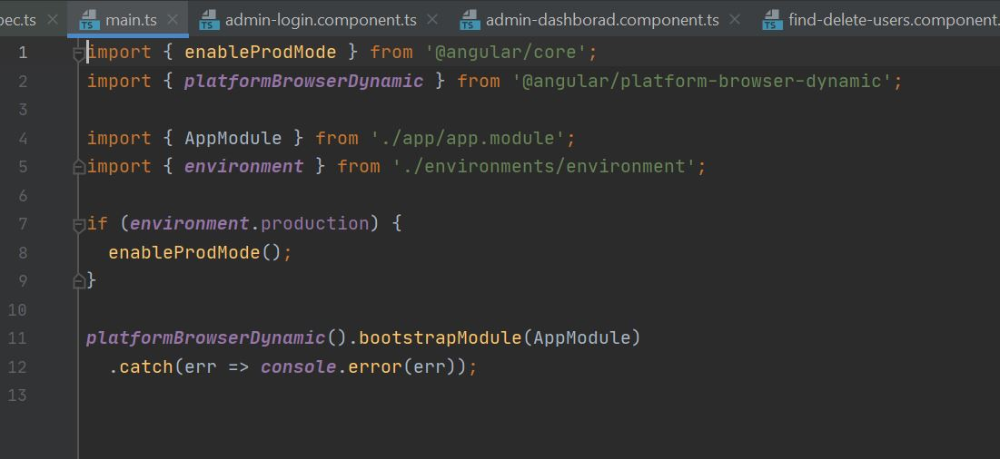 pec.ts
main.ts
admin-login.component.ts
admin-dashborad.component.ts
find-delete-users.component.
1 import { enableProdMode } from '@angular/core';
2 import { platformBrowserDynamic } from '@angular/platform-browser-dynamic';
3
4 import { AppModule } from './app/app.module';
5 import { environment } from './environments/environment';
6
7 if (environment.production) {
8   enableProdMode();
9 }
10
11 platformBrowserDynamic().bootstrapModule(AppModule)
12   .catch(err => console.error(err));
13